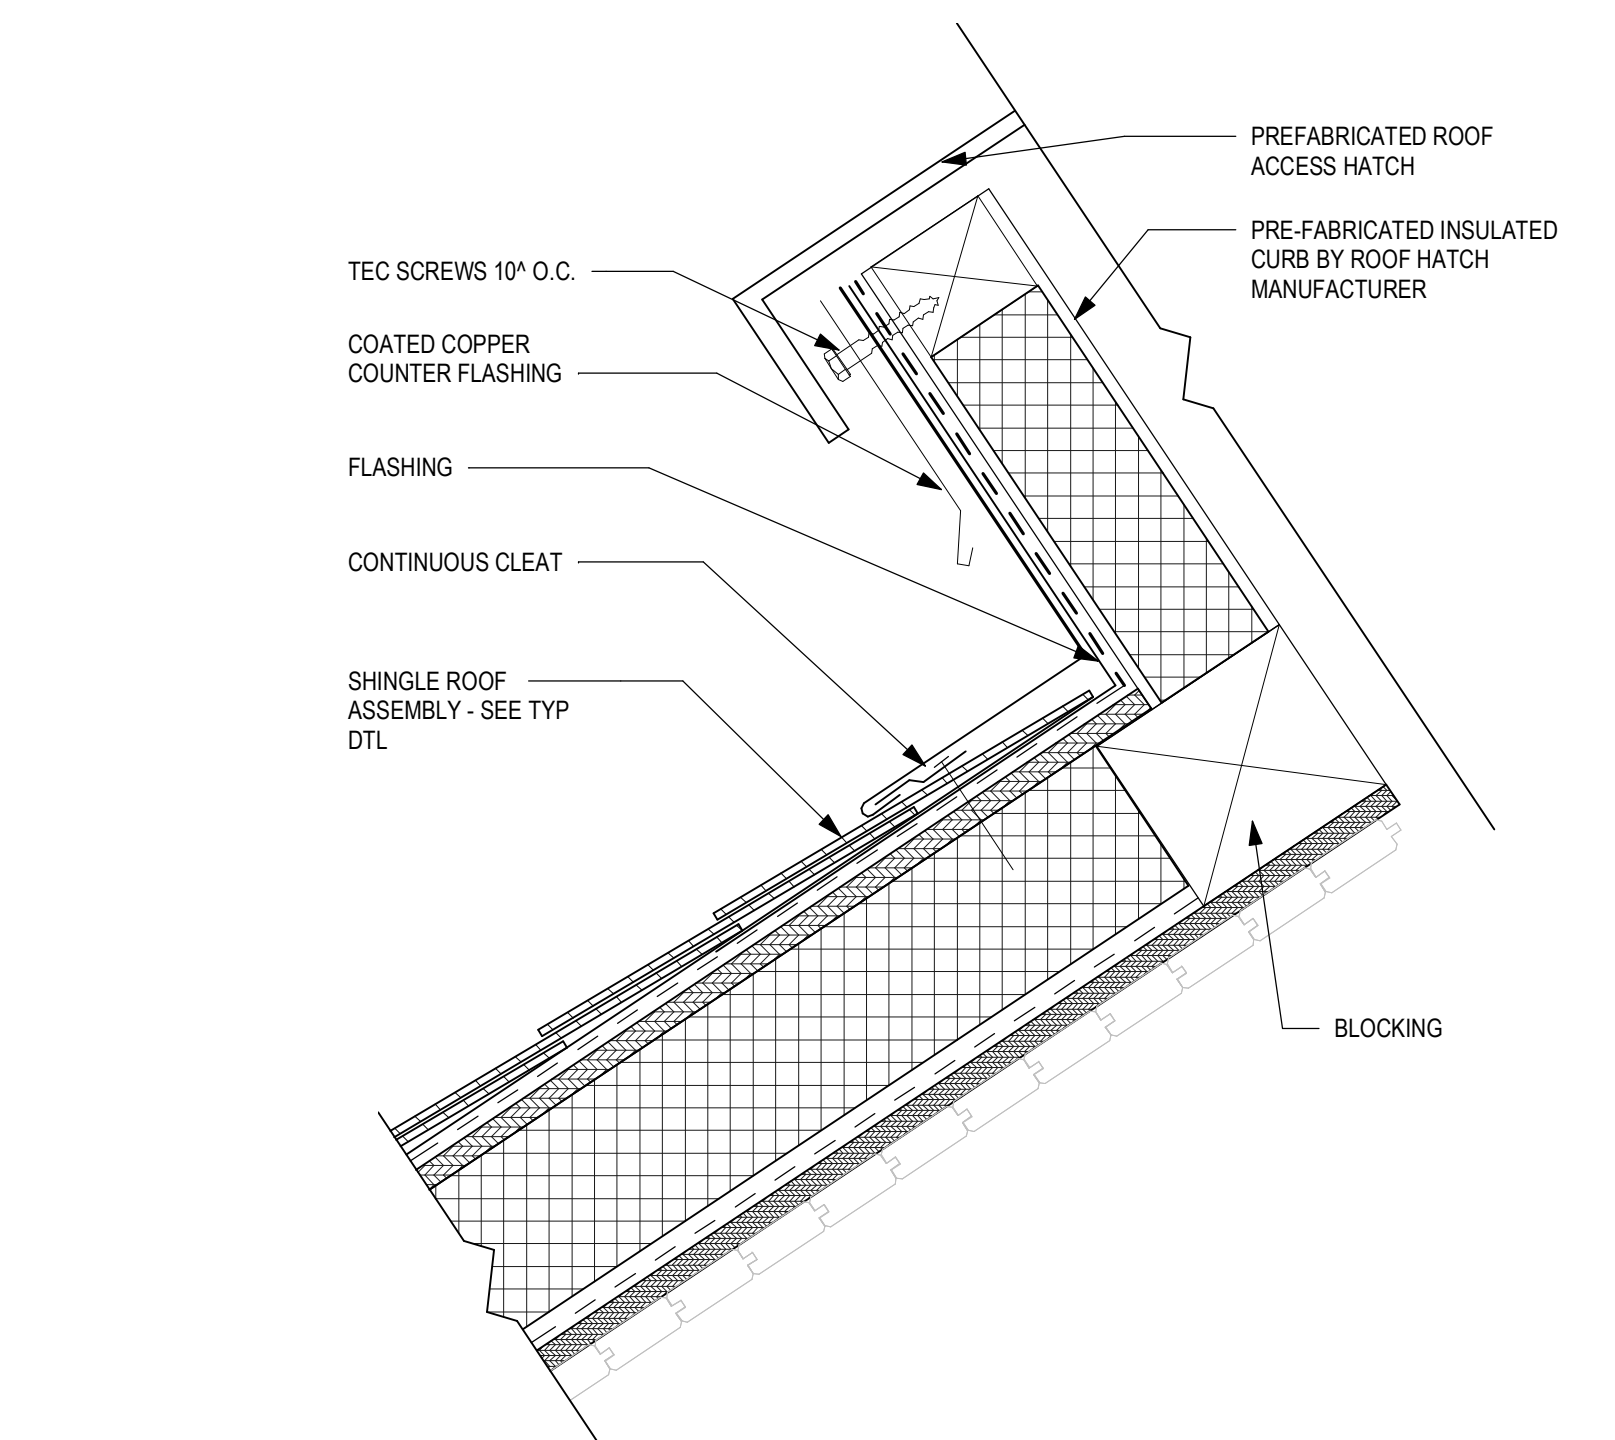 PREFABRICATED ROOF
ACCESS HATCH
PRE-FABRICATED INSULATED
CURB BY ROOF HATCH
MANUFACTURER
TEC SCREWS 10^ O.C.
COATED COPPER
COUNTER FLASHING
FLASHING
CONTINUOUS CLEAT
SHINGLE ROOF
ASSEMBLY - SEE TYP
DTL
BLOCKING